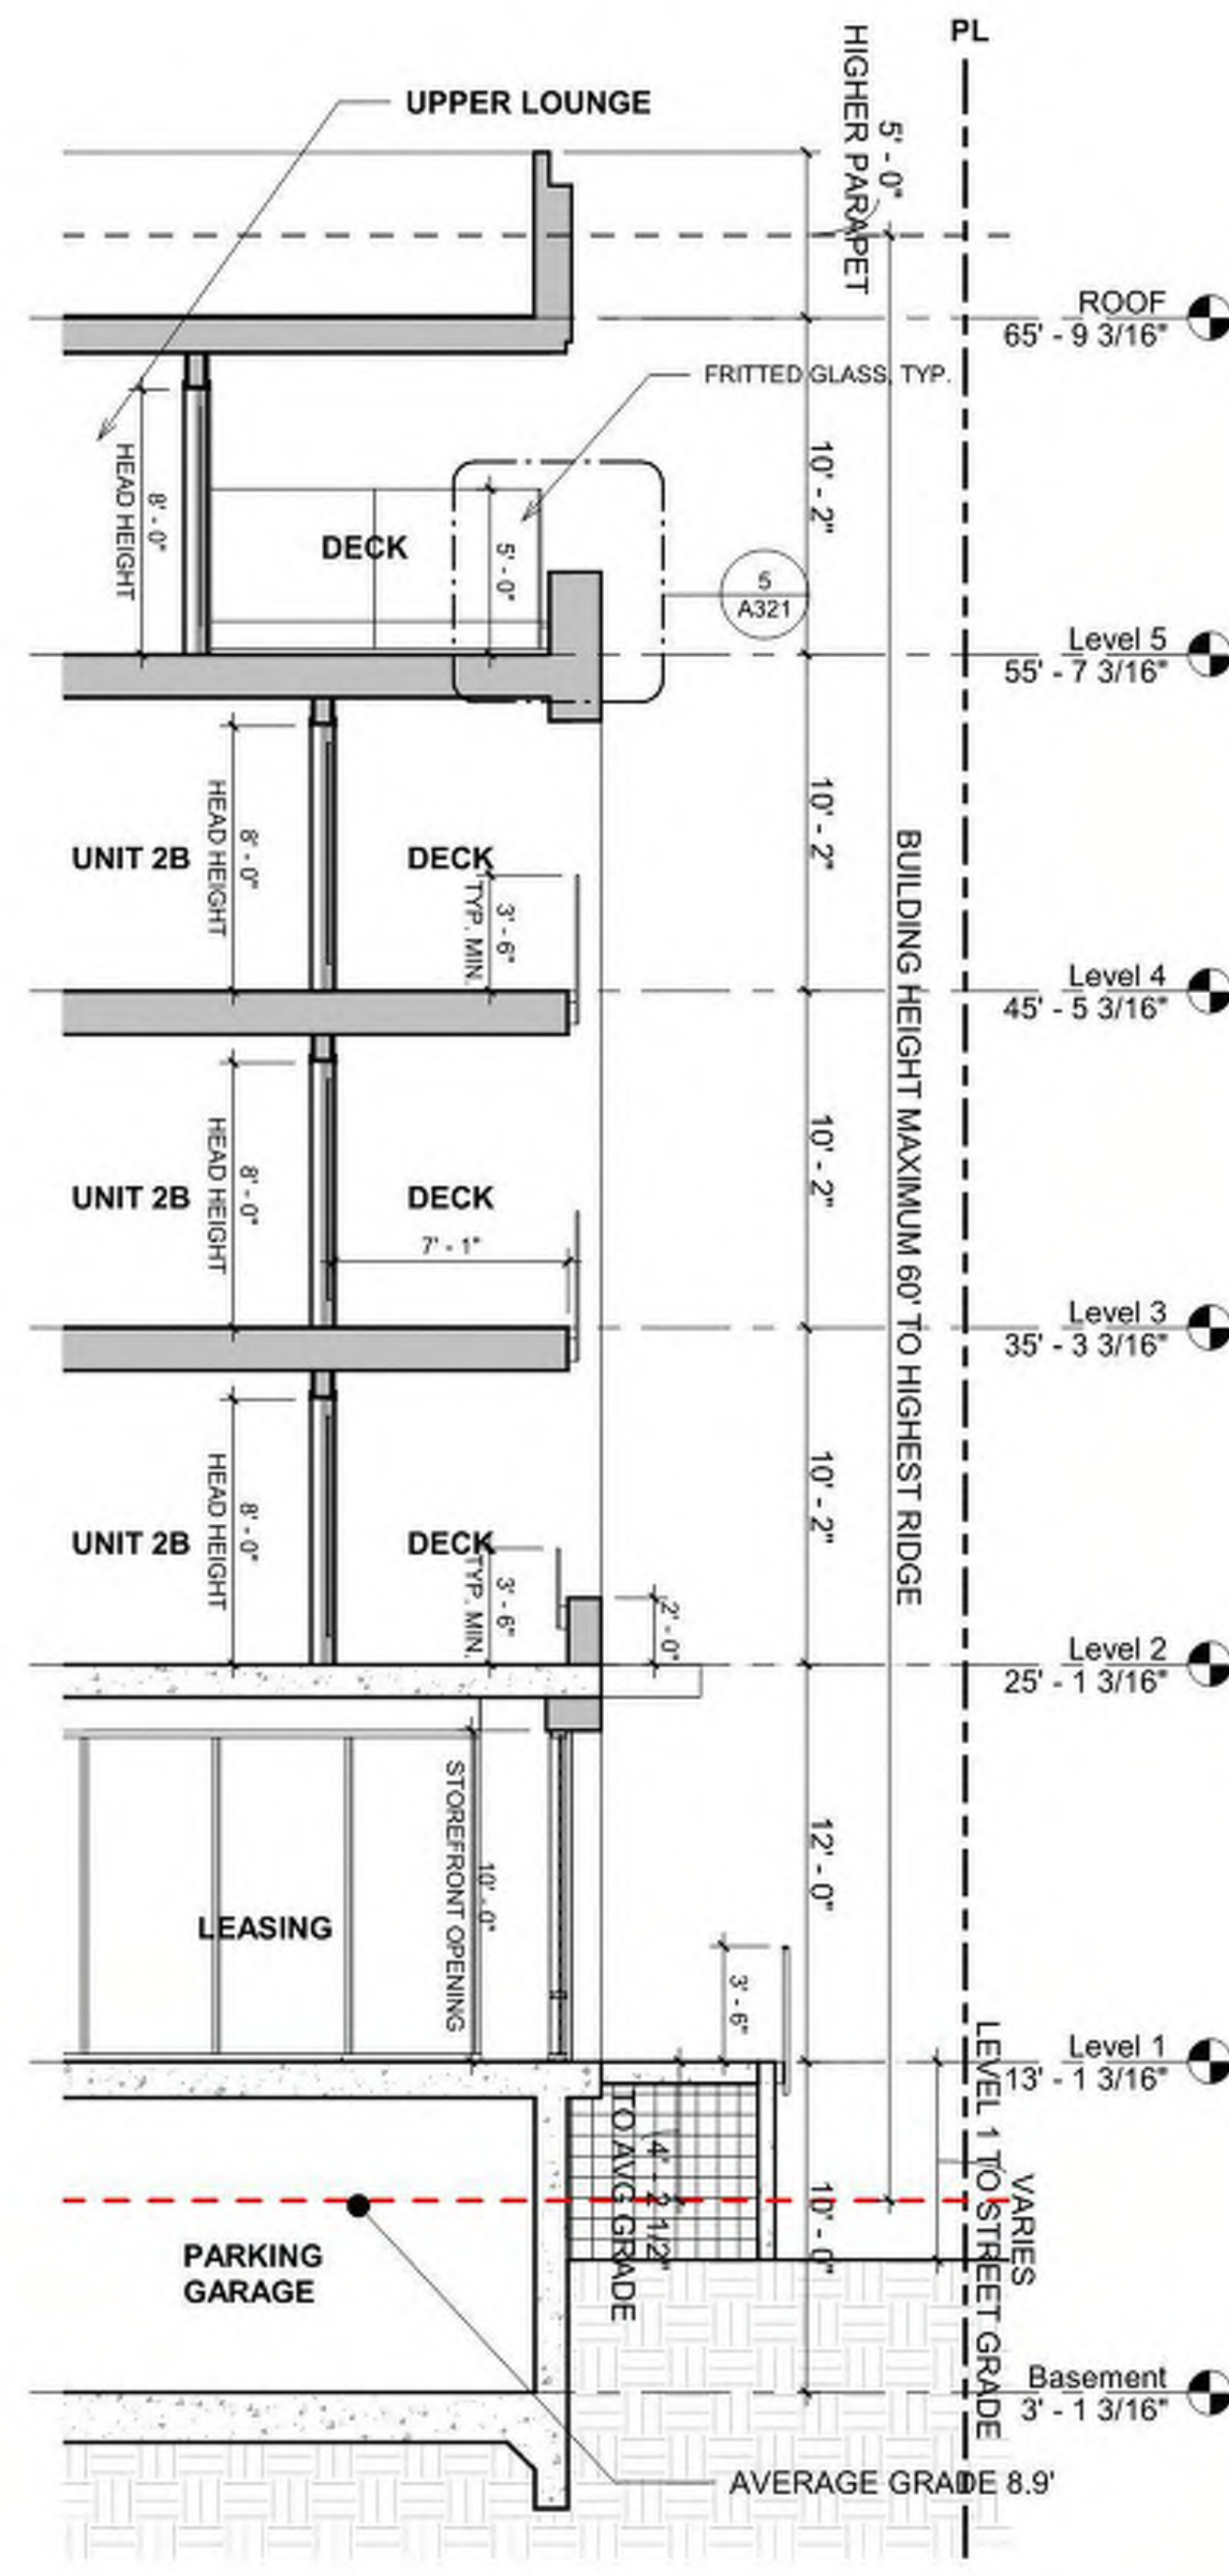 PL
HIGHER PARAPET
5' - 0"
UPPER LOUNGE
ROOF
65' - 9 3/16"
FRITTED GLASS, TYP.
10' - 2"
8' - 0"
HEAD HEIGHT
DECK
5' - 0"
5
A321
Level 5
55' - 7 3/16"
10' - 2"
UNIT 2B
8' - 0"
HEAD HEIGHT
DECK
3' - 6"
TYP. MIN.
BUILDING HEIGHT MAXIMUM 60' TO HIGHEST RIDGE
Level 4
45' - 5 3/16"
10' - 2"
UNIT 2B
8' - 0"
HEAD HEIGHT
DECK
7' - 1"
Level 3
35' - 3 3/16"
10' - 2"
UNIT 2B
8' - 0"
HEAD HEIGHT
DECK
3' - 6"
TYP. MIN.
2' - 0"
Level 2
25' - 1 3/16"
12' - 0"
10' - 0"
STOREFRONT OPENING
LEASING
3' - 6"
Level 1
13' - 1 3/16"
VARIES
LEVEL 1 TO STREET GRADE
4' - 2 1/2"
TO AVG GRADE
10' - 0"
PARKING
GARAGE
Basement
3' - 1 3/16"
AVERAGE GRADE 8.9'